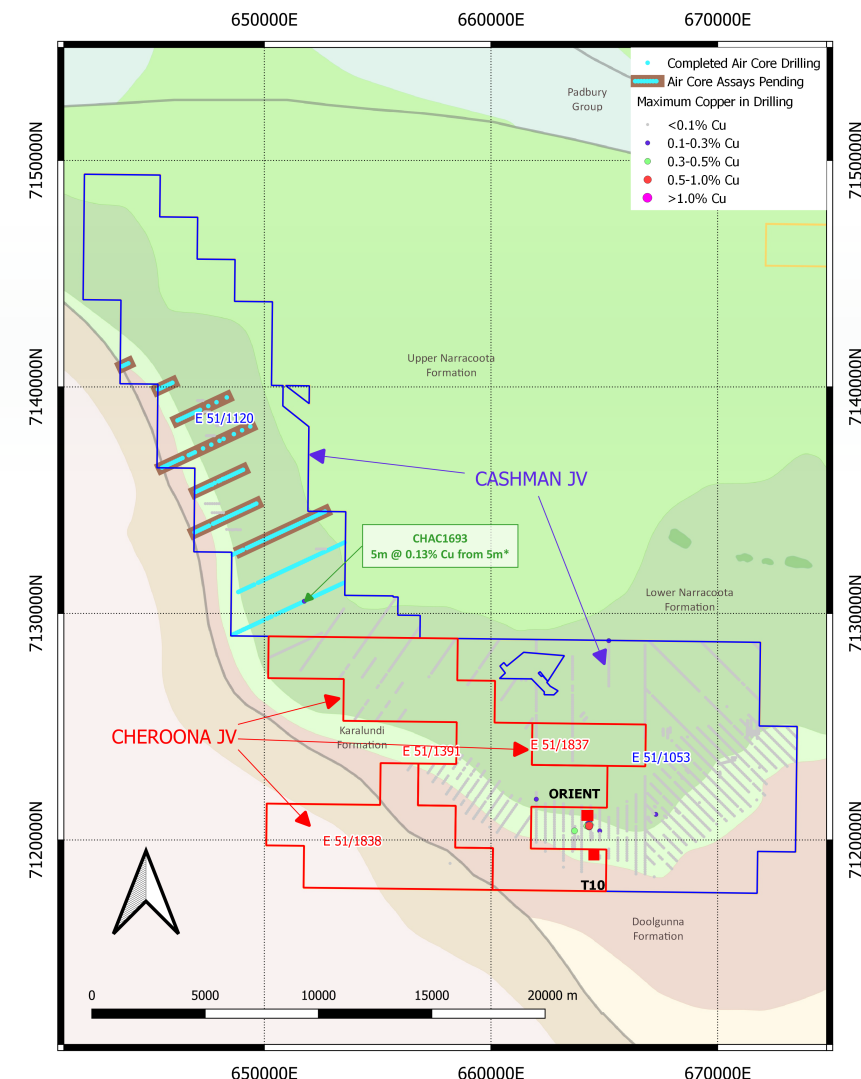 650000E
660000E
670000E
Completed Air Core Drilling
Air Core Assays Pending
Maximum Copper in Drilling
<0.1% Cu
0.1-0.3% Cu
0.3-0.5% Cu
0.5-1.0% Cu
>1.0% Cu
Padbury
Group
7150000N
7150000N
Upper Narracoota
Formation
7140000N
7140000N
E 51/1120
CASHMAN JV
CHAC1693
5m @ 0.13% Cu from 5m*
Lower Narracoota
Formation
7130000N
7130000N
CHEROONA JV
Karalundi
Formation
E 51/1391
E 51/1837
E 51/1053
ORIENT
7120000N
7120000N
E 51/1838
T10
Doolgunna
Formation
0
5000
10000
15000
20000 m
650000E
660000E
670000E